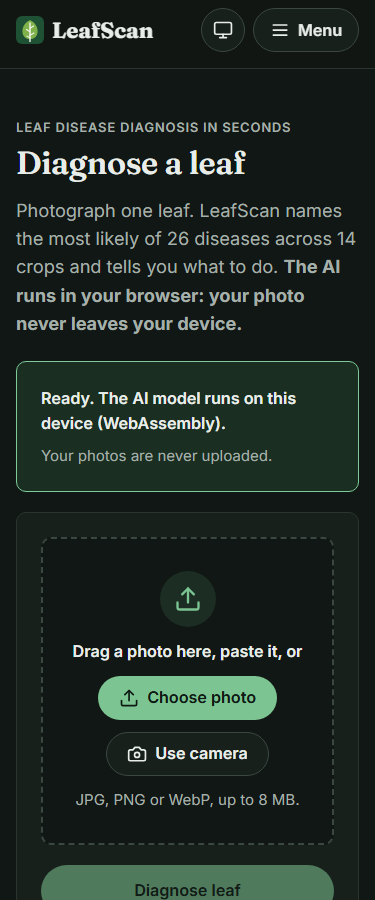 LeafScan
Menu
LEAF DISEASE DIAGNOSIS IN SECONDS
Diagnose a leaf
Photograph one leaf. LeafScan names
the most likely of 26 diseases across 14
crops and tells you what to do. The AI
runs in your browser: your photo
never leaves your device.
Ready. The AI model runs on this
device (WebAssembly).
Your photos are never uploaded.
Drag a photo here, paste it, or
Choose photo
Use camera
JPG, PNG or WebP, up to 8 MB.
Diagnose leaf